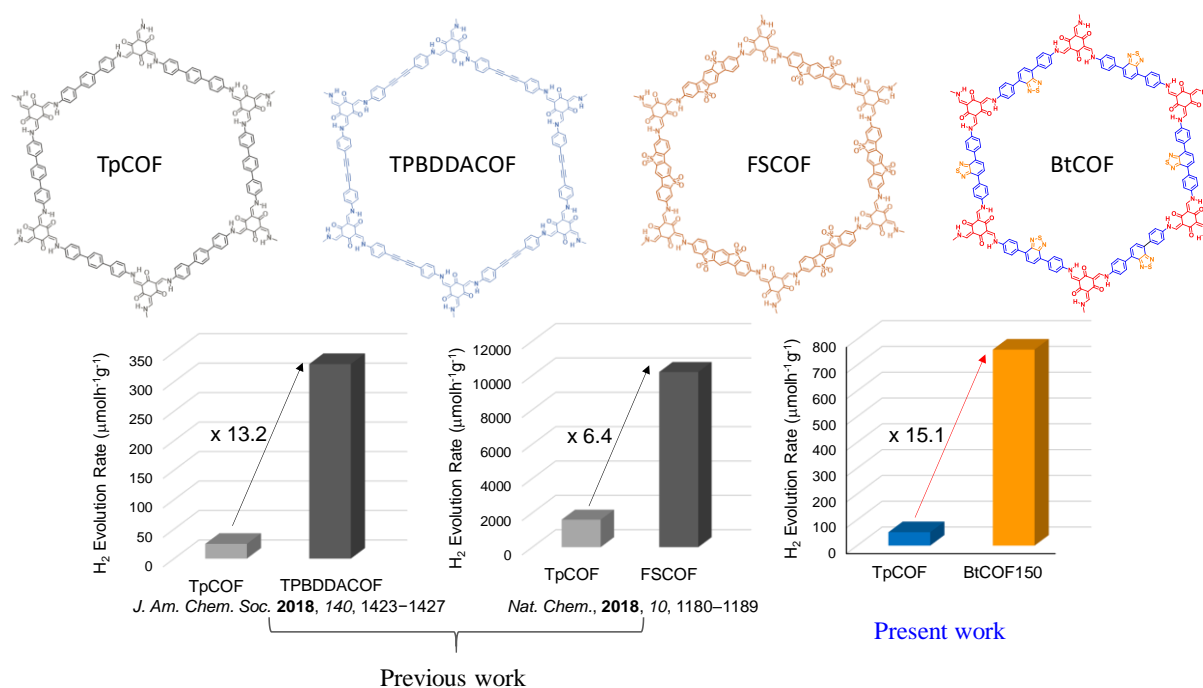 TpCOF
TPBDDACOF
FSCOF
BtCOF
H₂ Evolution Rate (μmolh⁻¹g⁻¹)
350
300
250
200
150
100
50
0
x 13.2
TpCOF
TPBDDACOF
J. Am. Chem. Soc. 2018, 140, 1423−1427
H₂ Evolution Rate (μmolh⁻¹g⁻¹)
12000
10000
8000
6000
4000
2000
0
x 6.4
TpCOF
FSCOF
Nat. Chem., 2018, 10, 1180–1189
H₂ Evolution Rate (μmolh⁻¹g⁻¹)
800
700
600
500
400
300
200
100
0
x 15.1
TpCOF
BtCOF150
Present work
Previous work